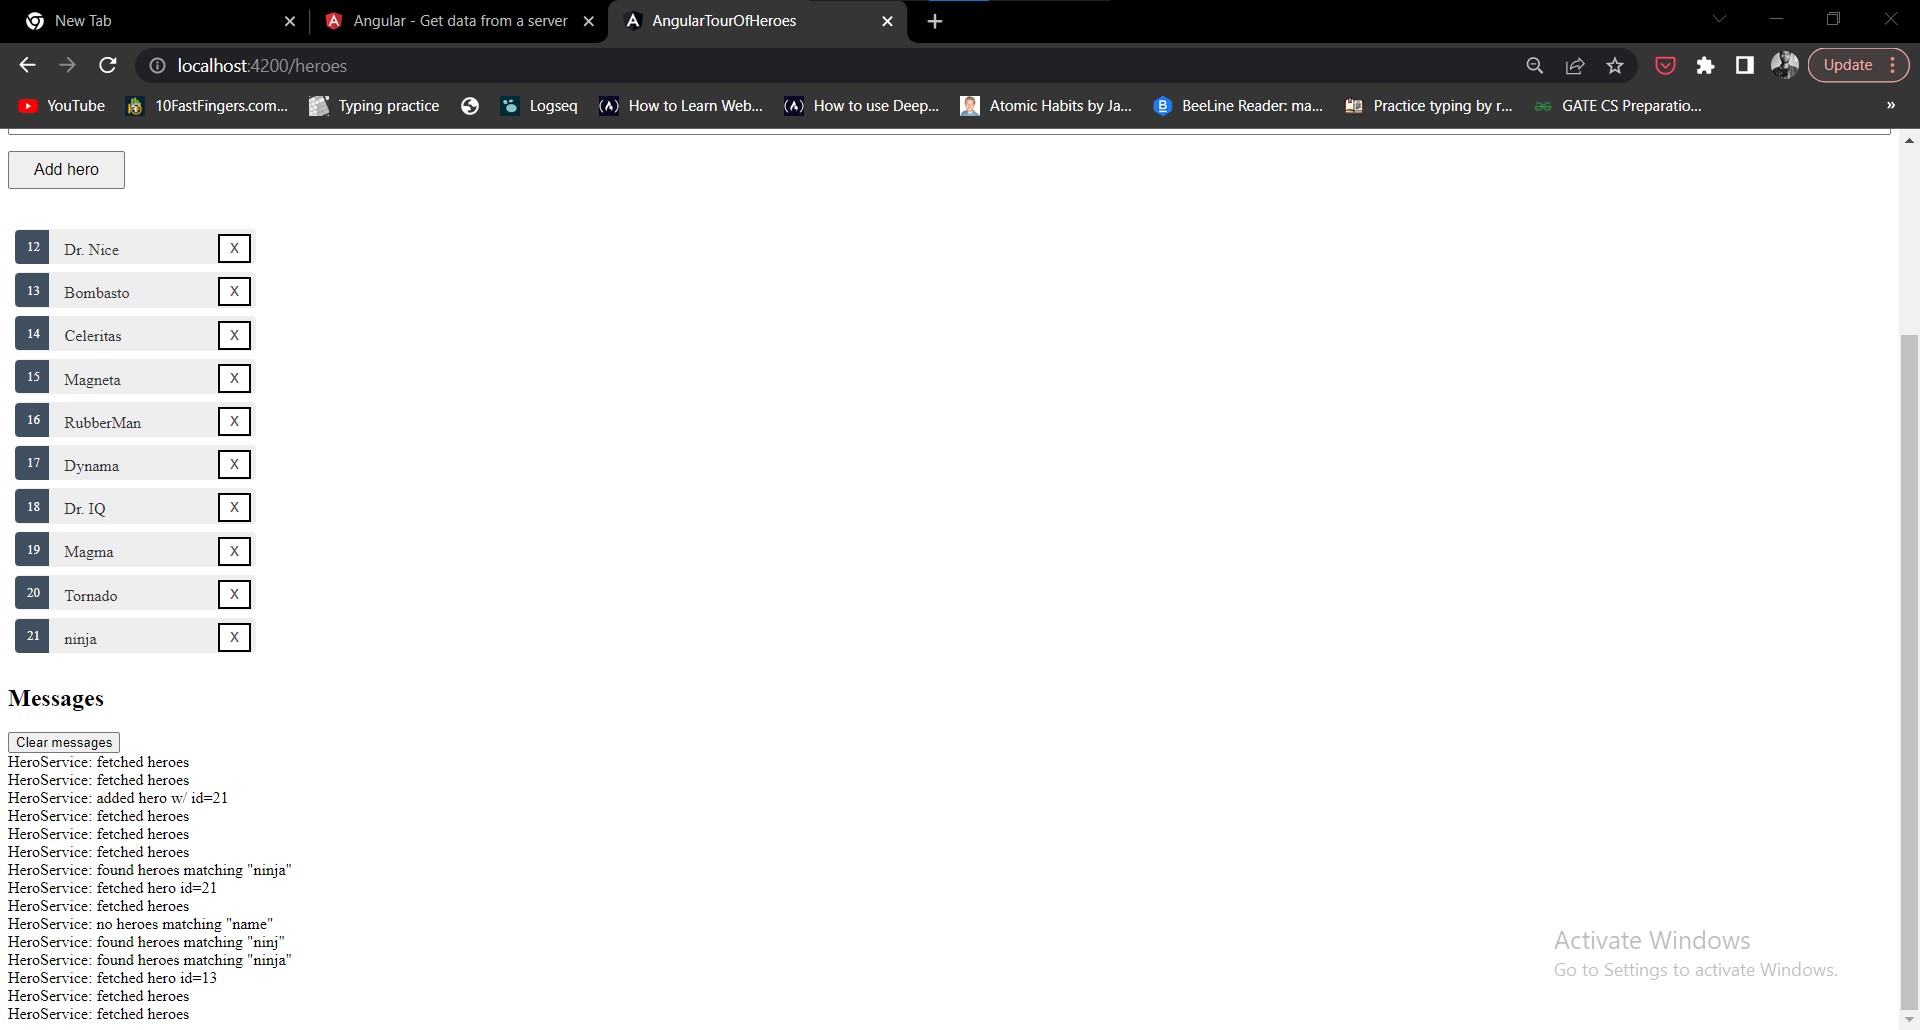 New Tab
Angular - Get data from a server
AngularTourOfHeroes
localhost:4200/heroes
Update
YouTube
10FastFingers.com...
Typing practice
Logseq
How to Learn Web...
How to use Deep...
Atomic Habits by Ja...
BeeLine Reader: ma...
Practice typing by r...
GATE CS Preparatio...
»
Add hero
12 Dr. Nice X
13 Bombasto X
14 Celeritas X
15 Magneta X
16 RubberMan X
17 Dynama X
18 Dr. IQ X
19 Magma X
20 Tornado X
21 ninja X
Messages
Clear messages
HeroService: fetched heroes
HeroService: fetched heroes
HeroService: added hero w/ id=21
HeroService: fetched heroes
HeroService: fetched heroes
HeroService: fetched heroes
HeroService: found heroes matching "ninja"
HeroService: fetched hero id=21
HeroService: fetched heroes
HeroService: no heroes matching "name"
HeroService: found heroes matching "ninj"
HeroService: found heroes matching "ninja"
HeroService: fetched hero id=13
HeroService: fetched heroes
HeroService: fetched heroes
Activate Windows
Go to Settings to activate Windows.